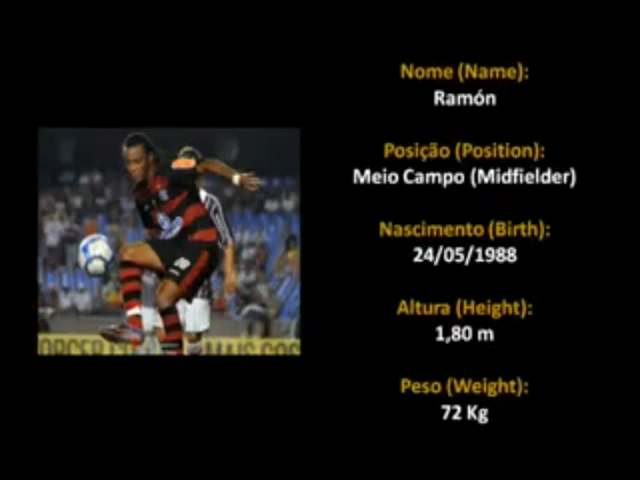 Nome (Name):
Ramón
Posição (Position):
Meio Campo (Midfielder)
Nascimento (Birth):
24/05/1988
Altura (Height):
1,80 m
Peso (Weight):
72 Kg